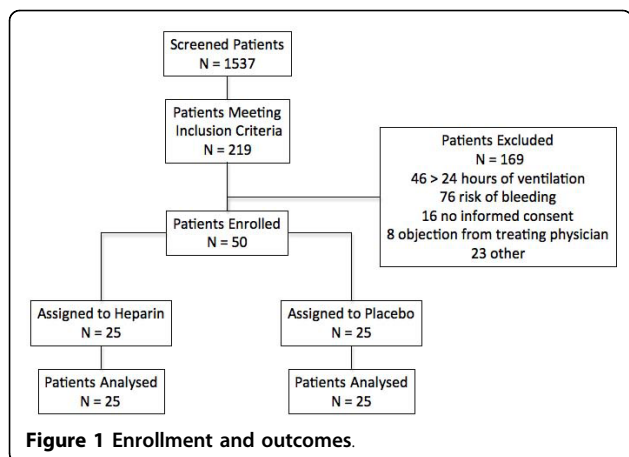 Screened Patients
N = 1537
Patients Meeting
Inclusion Criteria
N = 219
Patients Excluded
N = 169
46 > 24 hours of ventilation
76 risk of bleeding
16 no informed consent
8 objection from treating physician
23 other
Patients Enrolled
N = 50
Assigned to Heparin
N = 25
Assigned to Placebo
N = 25
Patients Analysed
N = 25
Patients Analysed
N = 25
Figure 1 Enrollment and outcomes.